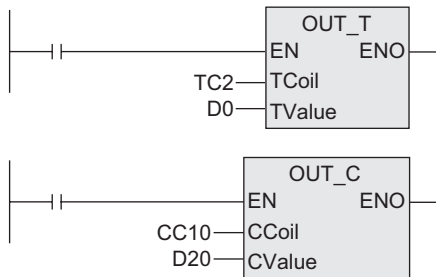 OUT_T
EN ENO
TC2 TCoil
D0 TValue
OUT_C
EN ENO
CC10 CCoil
D20 CValue